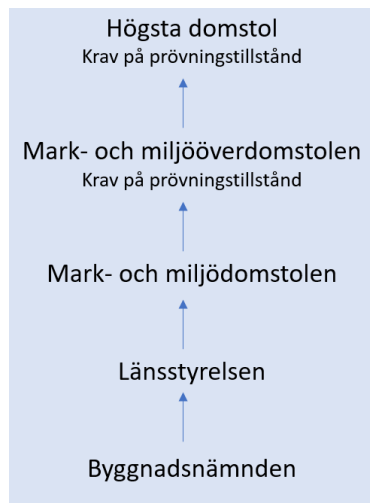 Högsta domstol
Krav på prövningstillstånd
Mark- och miljööverdomstolen
Krav på prövningstillstånd
Mark- och miljödomstolen
Länsstyrelsen
Byggnadsnämnden